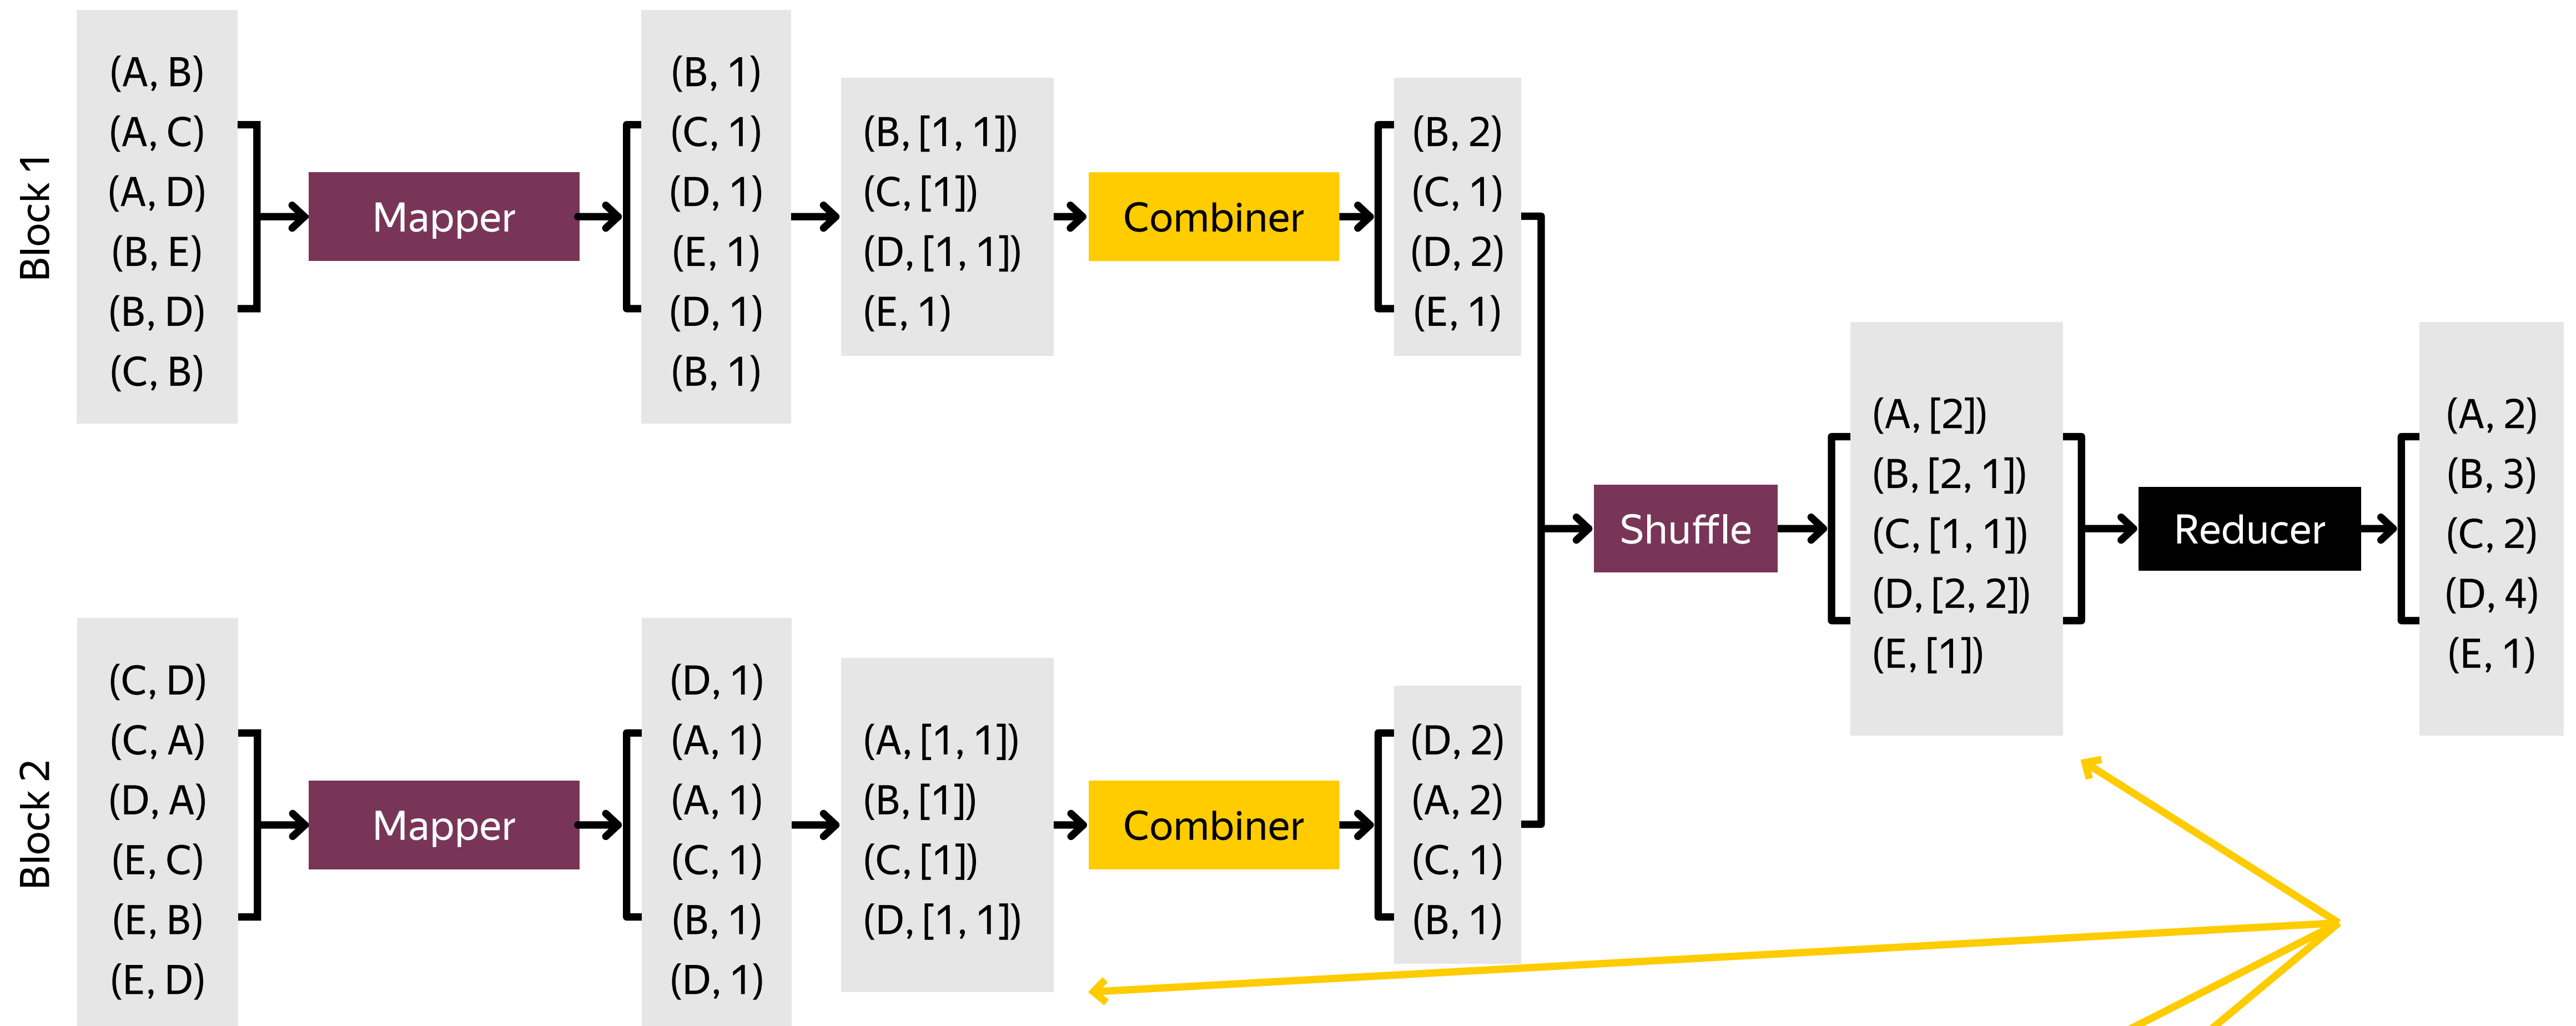 Block 1
(A, B)
(A, C)
(A, D)
(B, E)
(B, D)
(C, B)
Mapper
(B, 1)
(C, 1)
(D, 1)
(E, 1)
(D, 1)
(B, 1)
(B, [1, 1])
(C, [1])
(D, [1, 1])
(E, 1)
Combiner
(B, 2)
(C, 1)
(D, 2)
(E, 1)
Block 2
(C, D)
(C, A)
(D, A)
(E, C)
(E, B)
(E, D)
Mapper
(D, 1)
(A, 1)
(A, 1)
(C, 1)
(B, 1)
(D, 1)
(A, [1, 1])
(B, [1])
(C, [1])
(D, [1, 1])
Combiner
(D, 2)
(A, 2)
(C, 1)
(B, 1)
Shuffle
(A, [2])
(B, [2, 1])
(C, [1, 1])
(D, [2, 2])
(E, [1])
Reducer
(A, 2)
(B, 3)
(C, 2)
(D, 4)
(E, 1)